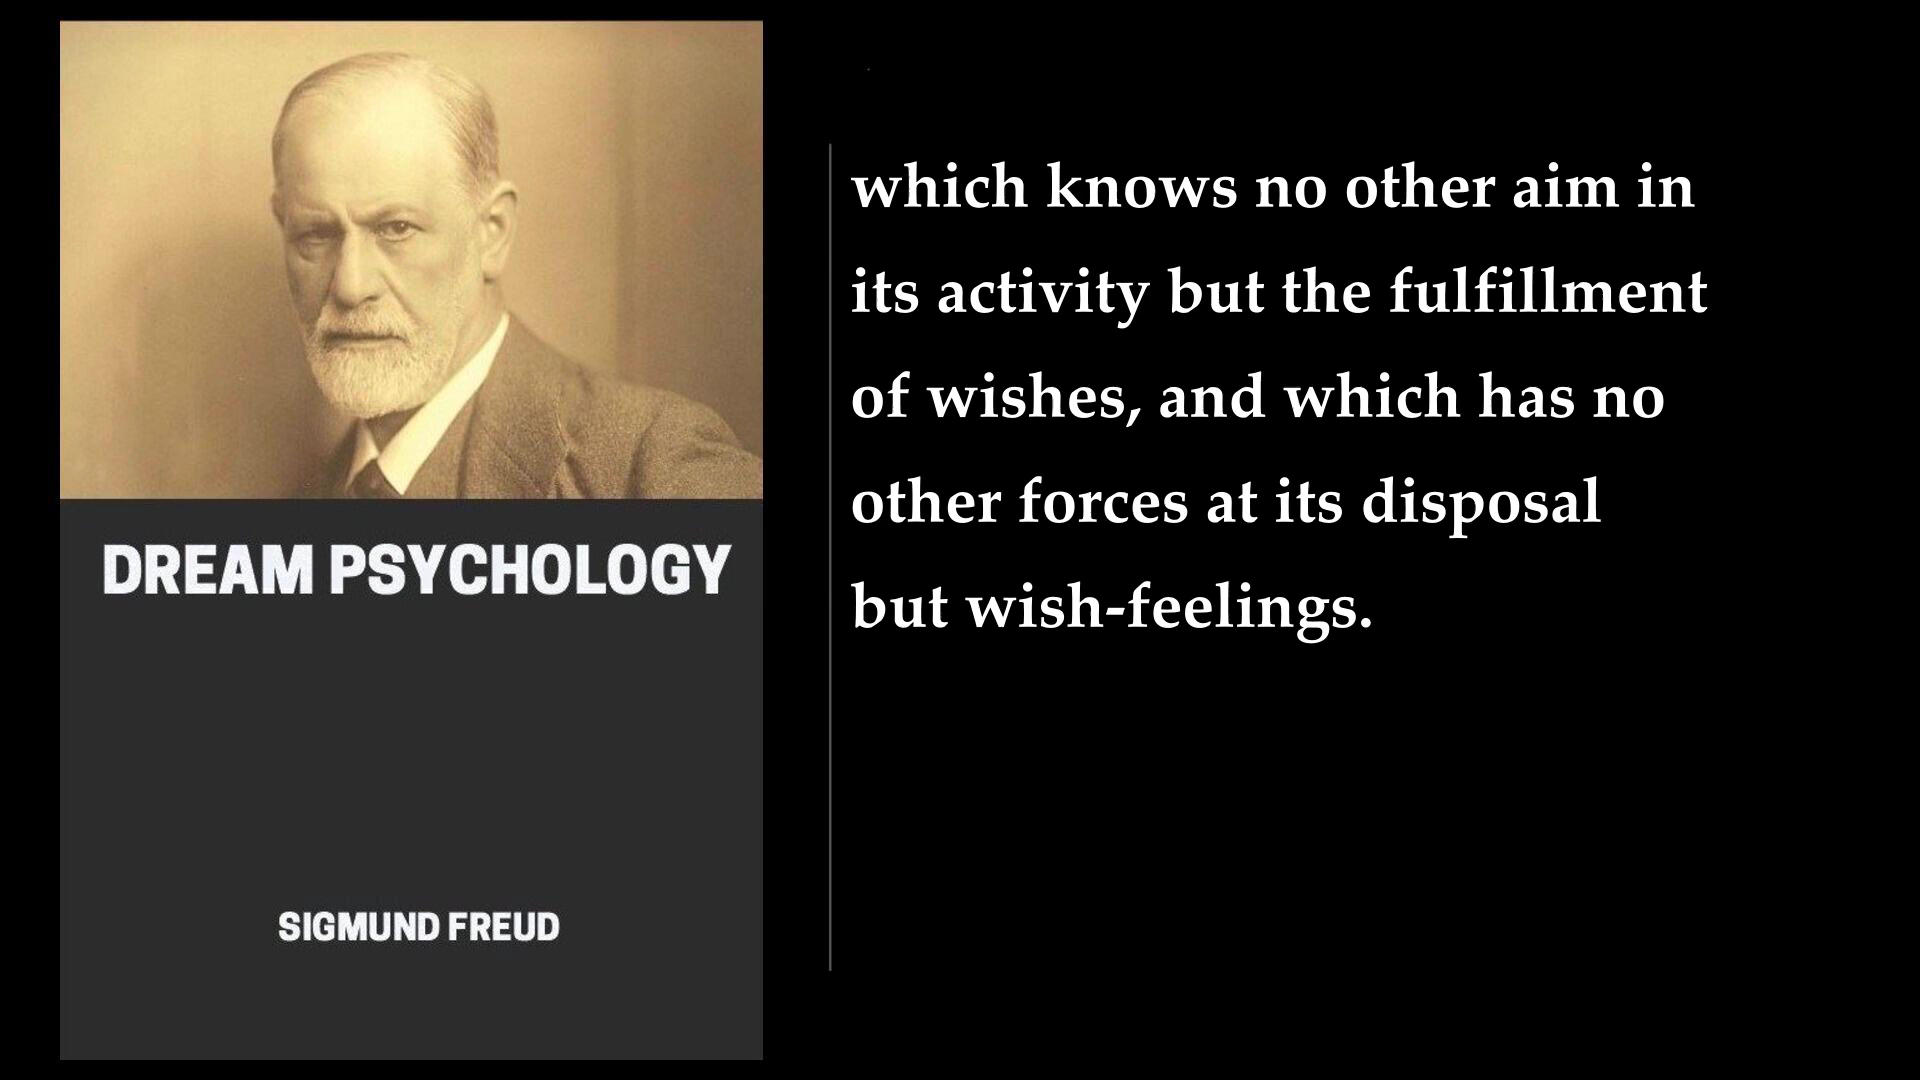 DREAM PSYCHOLOGY
SIGMUND FREUD
which knows no other aim in
its activity but the fulfillment
of wishes, and which has no
other forces at its disposal
but wish-feelings.